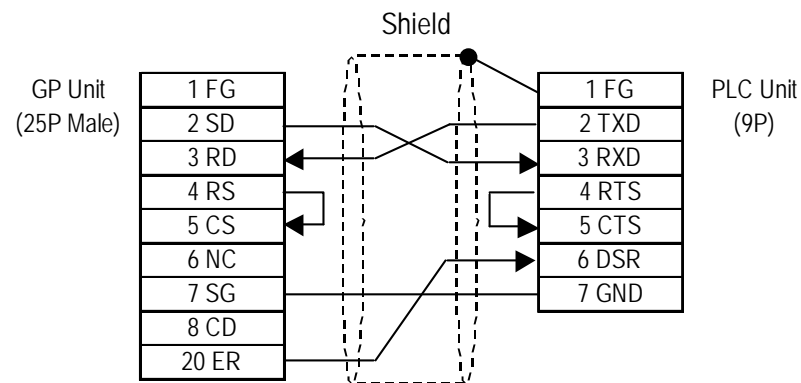 Shield
GP Unit
(25P Male)
1 FG
2 SD
3 RD
4 RS
5 CS
6 NC
7 SG
8 CD
20 ER
1 FG
2 TXD
3 RXD
4 RTS
5 CTS
6 DSR
7 GND
PLC Unit
(9P)